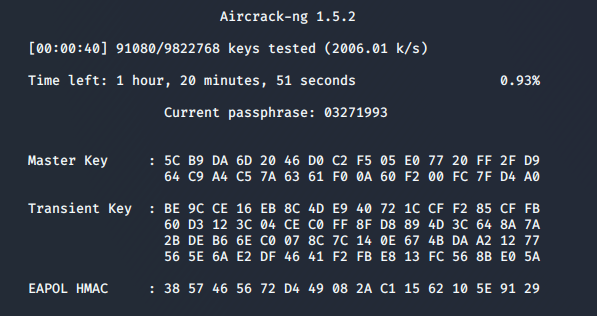 Aircrack-ng 1.5.2
[00:00:40] 91080/9822768 keys tested (2006.01 k/s)
Time left: 1 hour, 20 minutes, 51 seconds 0.93%
Current passphrase: 03271993
Master Key : 5C B9 DA 6D 20 46 D0 C2 F5 05 E0 77 20 FF 2F D9
64 C9 A4 C5 7A 63 61 F0 0A 60 F2 00 FC 7F D4 A0
Transient Key : BE 9C CE 16 EB 8C 4D E9 40 72 1C CF F2 85 CF FB
60 D3 12 3C 04 CE C0 FF 8F D8 89 4D 3C 64 8A 7A
2B DE B6 6E C0 07 8C 7C 14 0E 67 4B DA A2 12 77
56 5E 6A E2 DF 46 41 F2 FB E8 13 FC 56 8B E0 5A
EAPOL HMAC : 38 57 46 56 72 D4 49 08 2A C1 15 62 10 5E 91 29